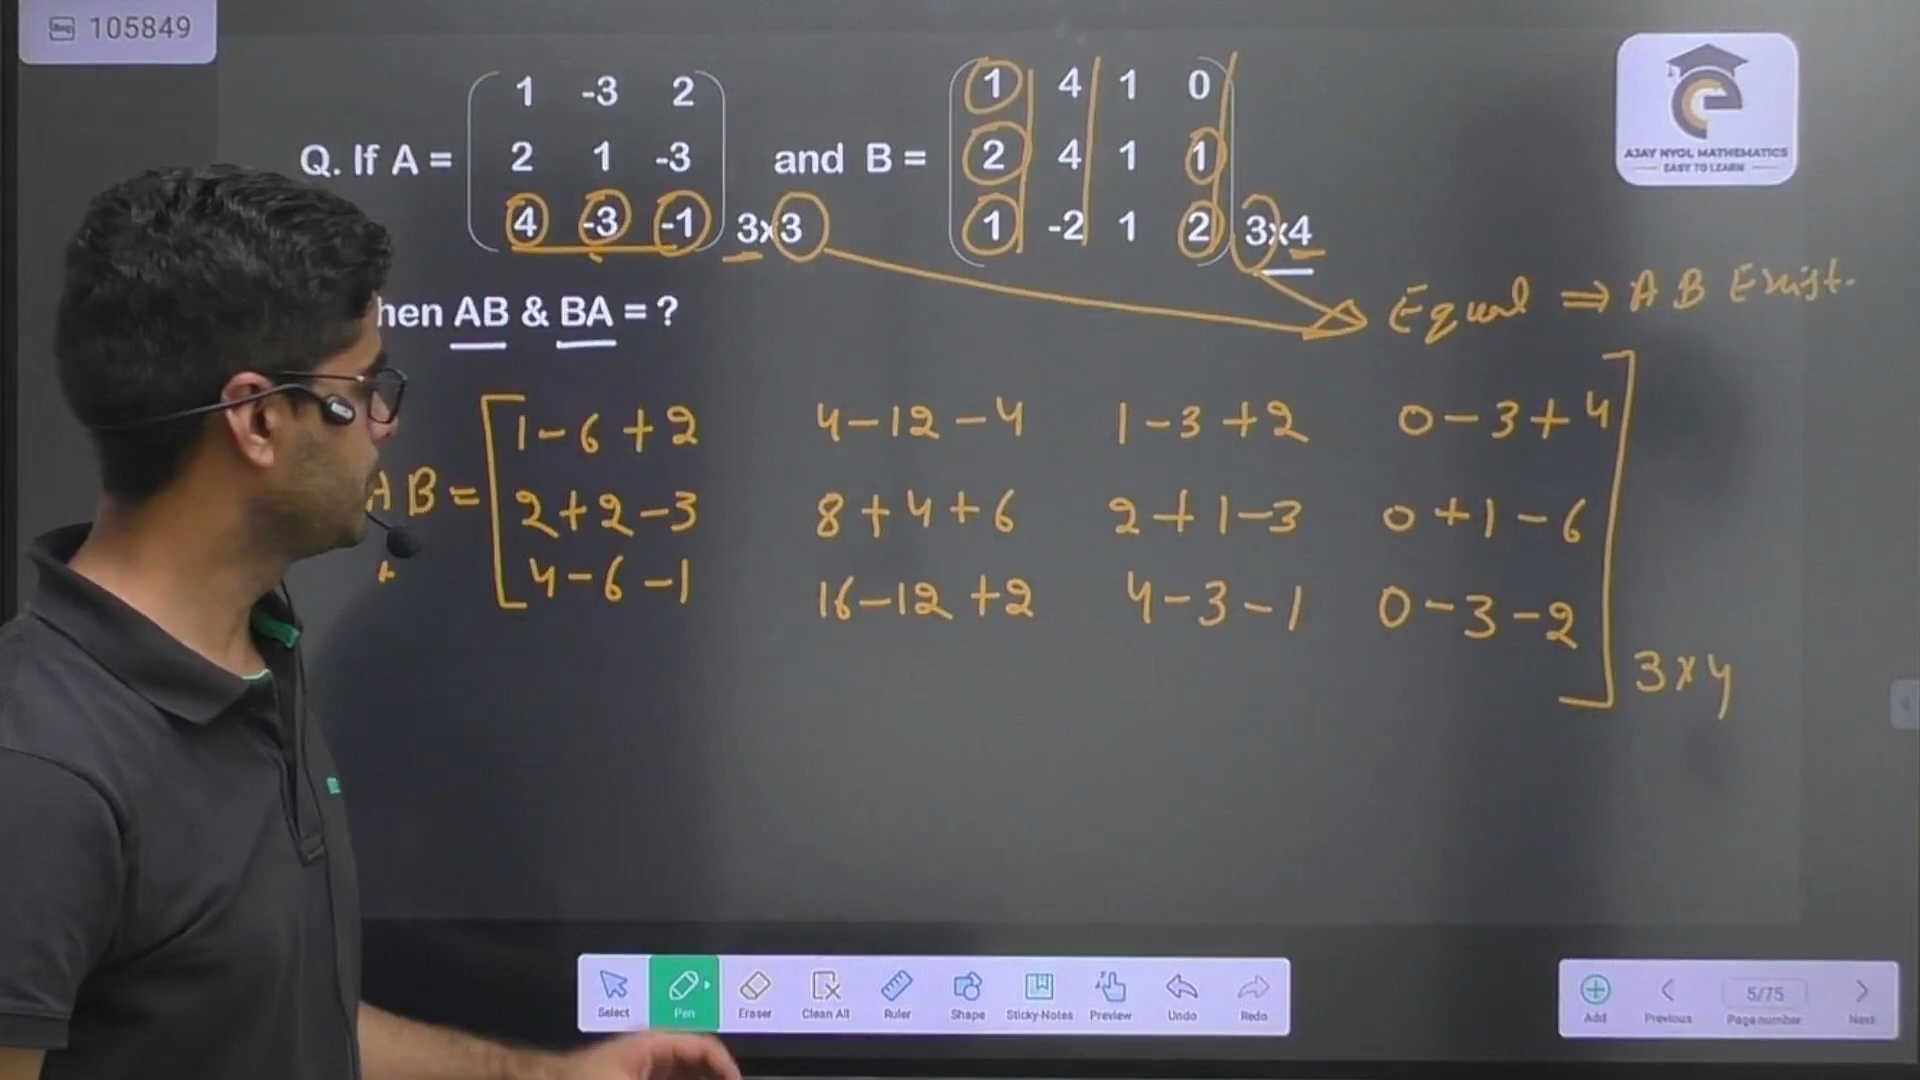 105849
Q. If A =
1 -3 2
2 1 -3
4 -3 -1
3x3
and B =
1 4 1 0
2 4 1 1
1 -2 1 2
3x4
AJAY NYOL MATHEMATICS
EASY TO LEARN
Equal ⇒ AB Exist.
hen AB & BA = ?
AB =
1-6+2 4-12-4 1-3+2 0-3+4
2+2-3 8+4+6 2+1-3 0+1-6
4-6-1 16-12+2 4-3-1 0-3-2
3x4
Select Pen Eraser Clean All Ruler Shape Sticky-Notes Preview Undo Redo
Add Previous 5/75 Page number Next